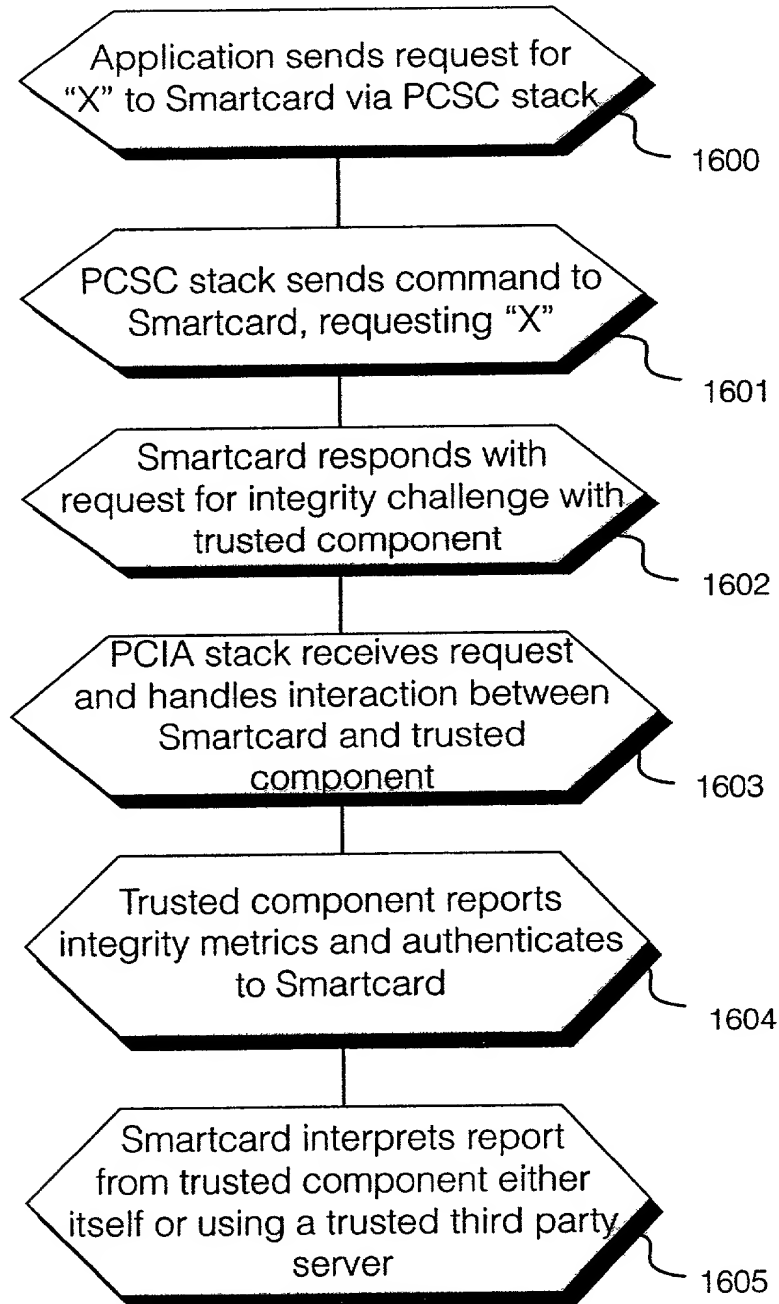 Application sends request for
“X” to Smartcard via PCSC stack
1600
PCSC stack sends command to
Smartcard, requesting “X”
1601
Smartcard responds with
request for integrity challenge with
trusted component
1602
PCIA stack receives request
and handles interaction between
Smartcard and trusted
component
1603
Trusted component reports
integrity metrics and authenticates
to Smartcard
1604
Smartcard interprets report
from trusted component either
itself or using a trusted third party
server
1605